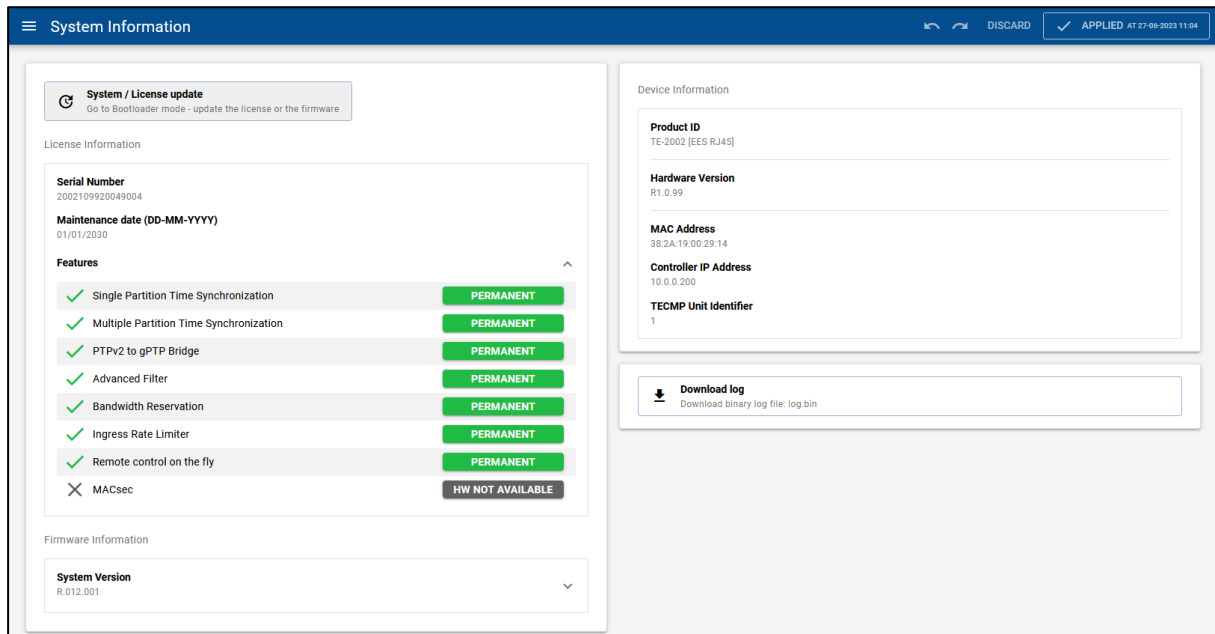 System Information
DISCARD
APPLIED AT 27-06-2023 11:04
System / License update
Go to Bootloader mode - update the license or the firmware
License Information
Serial Number
2002109920049004
Maintenance date (DD-MM-YYYY)
01/01/2030
Features
Single Partition Time Synchronization PERMANENT
Multiple Partition Time Synchronization PERMANENT
PTPv2 to gPTP Bridge PERMANENT
Advanced Filter PERMANENT
Bandwidth Reservation PERMANENT
Ingress Rate Limiter PERMANENT
Remote control on the fly PERMANENT
MACsec HW NOT AVAILABLE
Firmware Information
System Version
R.012.001
Device Information
Product ID
TE-2002 [EES RJ45]
Hardware Version
R1.0.99
MAC Address
38:2A:19:00:29:14
Controller IP Address
10.0.0.200
TECMP Unit Identifier
1
Download log
Download binary log file: log.bin